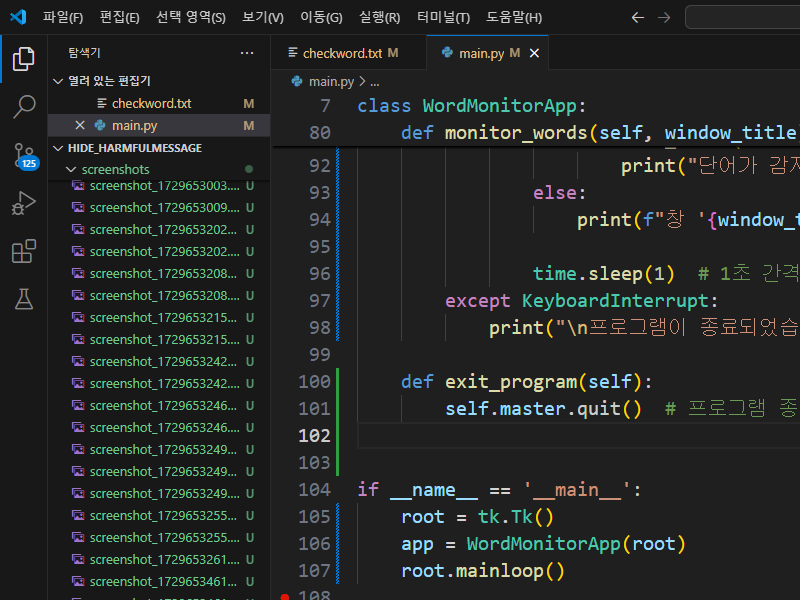 파일(F) 편집(E) 선택 영역(S) 보기(V) 이동(G) 실행(R) 터미널(T) 도움말(H)
탐색기
열려 있는 편집기
checkword.txt M
main.py M
HIDE_HARMFULMESSAGE
screenshots
screenshot_1729653003.... U
screenshot_1729653009.... U
screenshot_1729653202.... U
screenshot_1729653202.... U
screenshot_1729653208.... U
screenshot_1729653208.... U
screenshot_1729653215.... U
screenshot_1729653215.... U
screenshot_1729653242.... U
screenshot_1729653242.... U
screenshot_1729653246.... U
screenshot_1729653246.... U
screenshot_1729653249.... U
screenshot_1729653249.... U
screenshot_1729653249.... U
screenshot_1729653255.... U
screenshot_1729653255.... U
screenshot_1729653261.... U
screenshot_1729653461.... U
125
checkword.txt M main.py M
main.py > ...
7 class WordMonitorApp:
80 def monitor_words(self, window_title
92 print("단어가 감지
93 else:
94 print(f"창 '{window_t
95
96 time.sleep(1) # 1초 간격
97 except KeyboardInterrupt:
98 print("\n프로그램이 종료되었습
99
100 def exit_program(self):
101 self.master.quit() # 프로그램 종
102
103
104 if __name__ == '__main__':
105 root = tk.Tk()
106 app = WordMonitorApp(root)
107 root.mainloop()
108